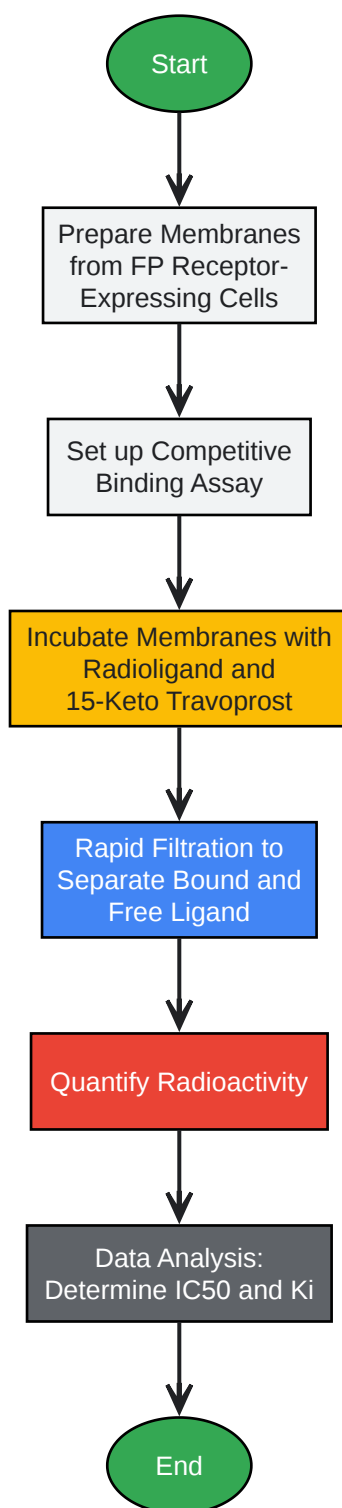 Start
Prepare Membranes
from FP Receptor-
Expressing Cells
Set up Competitive
Binding Assay
Incubate Membranes with
Radioligand and
15-Keto Travoprost
Rapid Filtration to
Separate Bound and
Free Ligand
Quantify Radioactivity
Data Analysis:
Determine IC50 and Ki
End